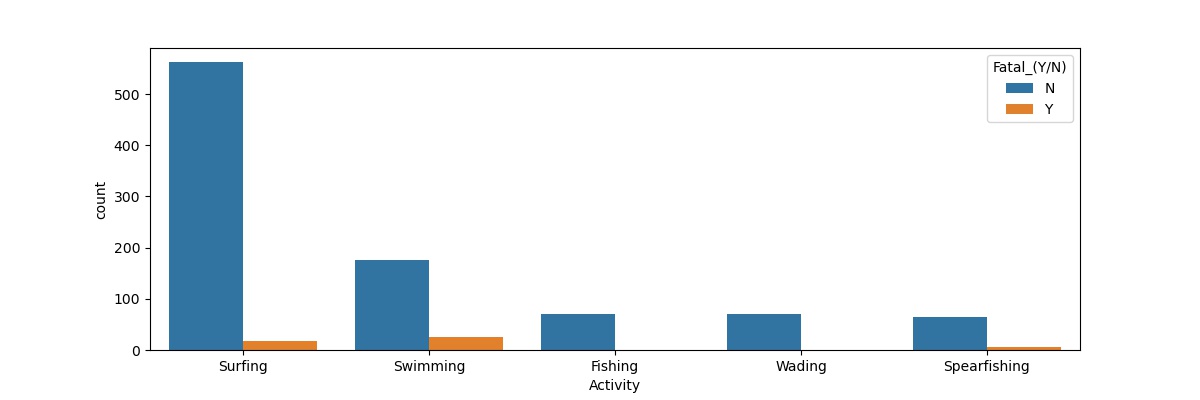 Fatal_(Y/N)
N
Y
500
400
300
200
100
0
count
Surfing Swimming Fishing Wading Spearfishing
Activity